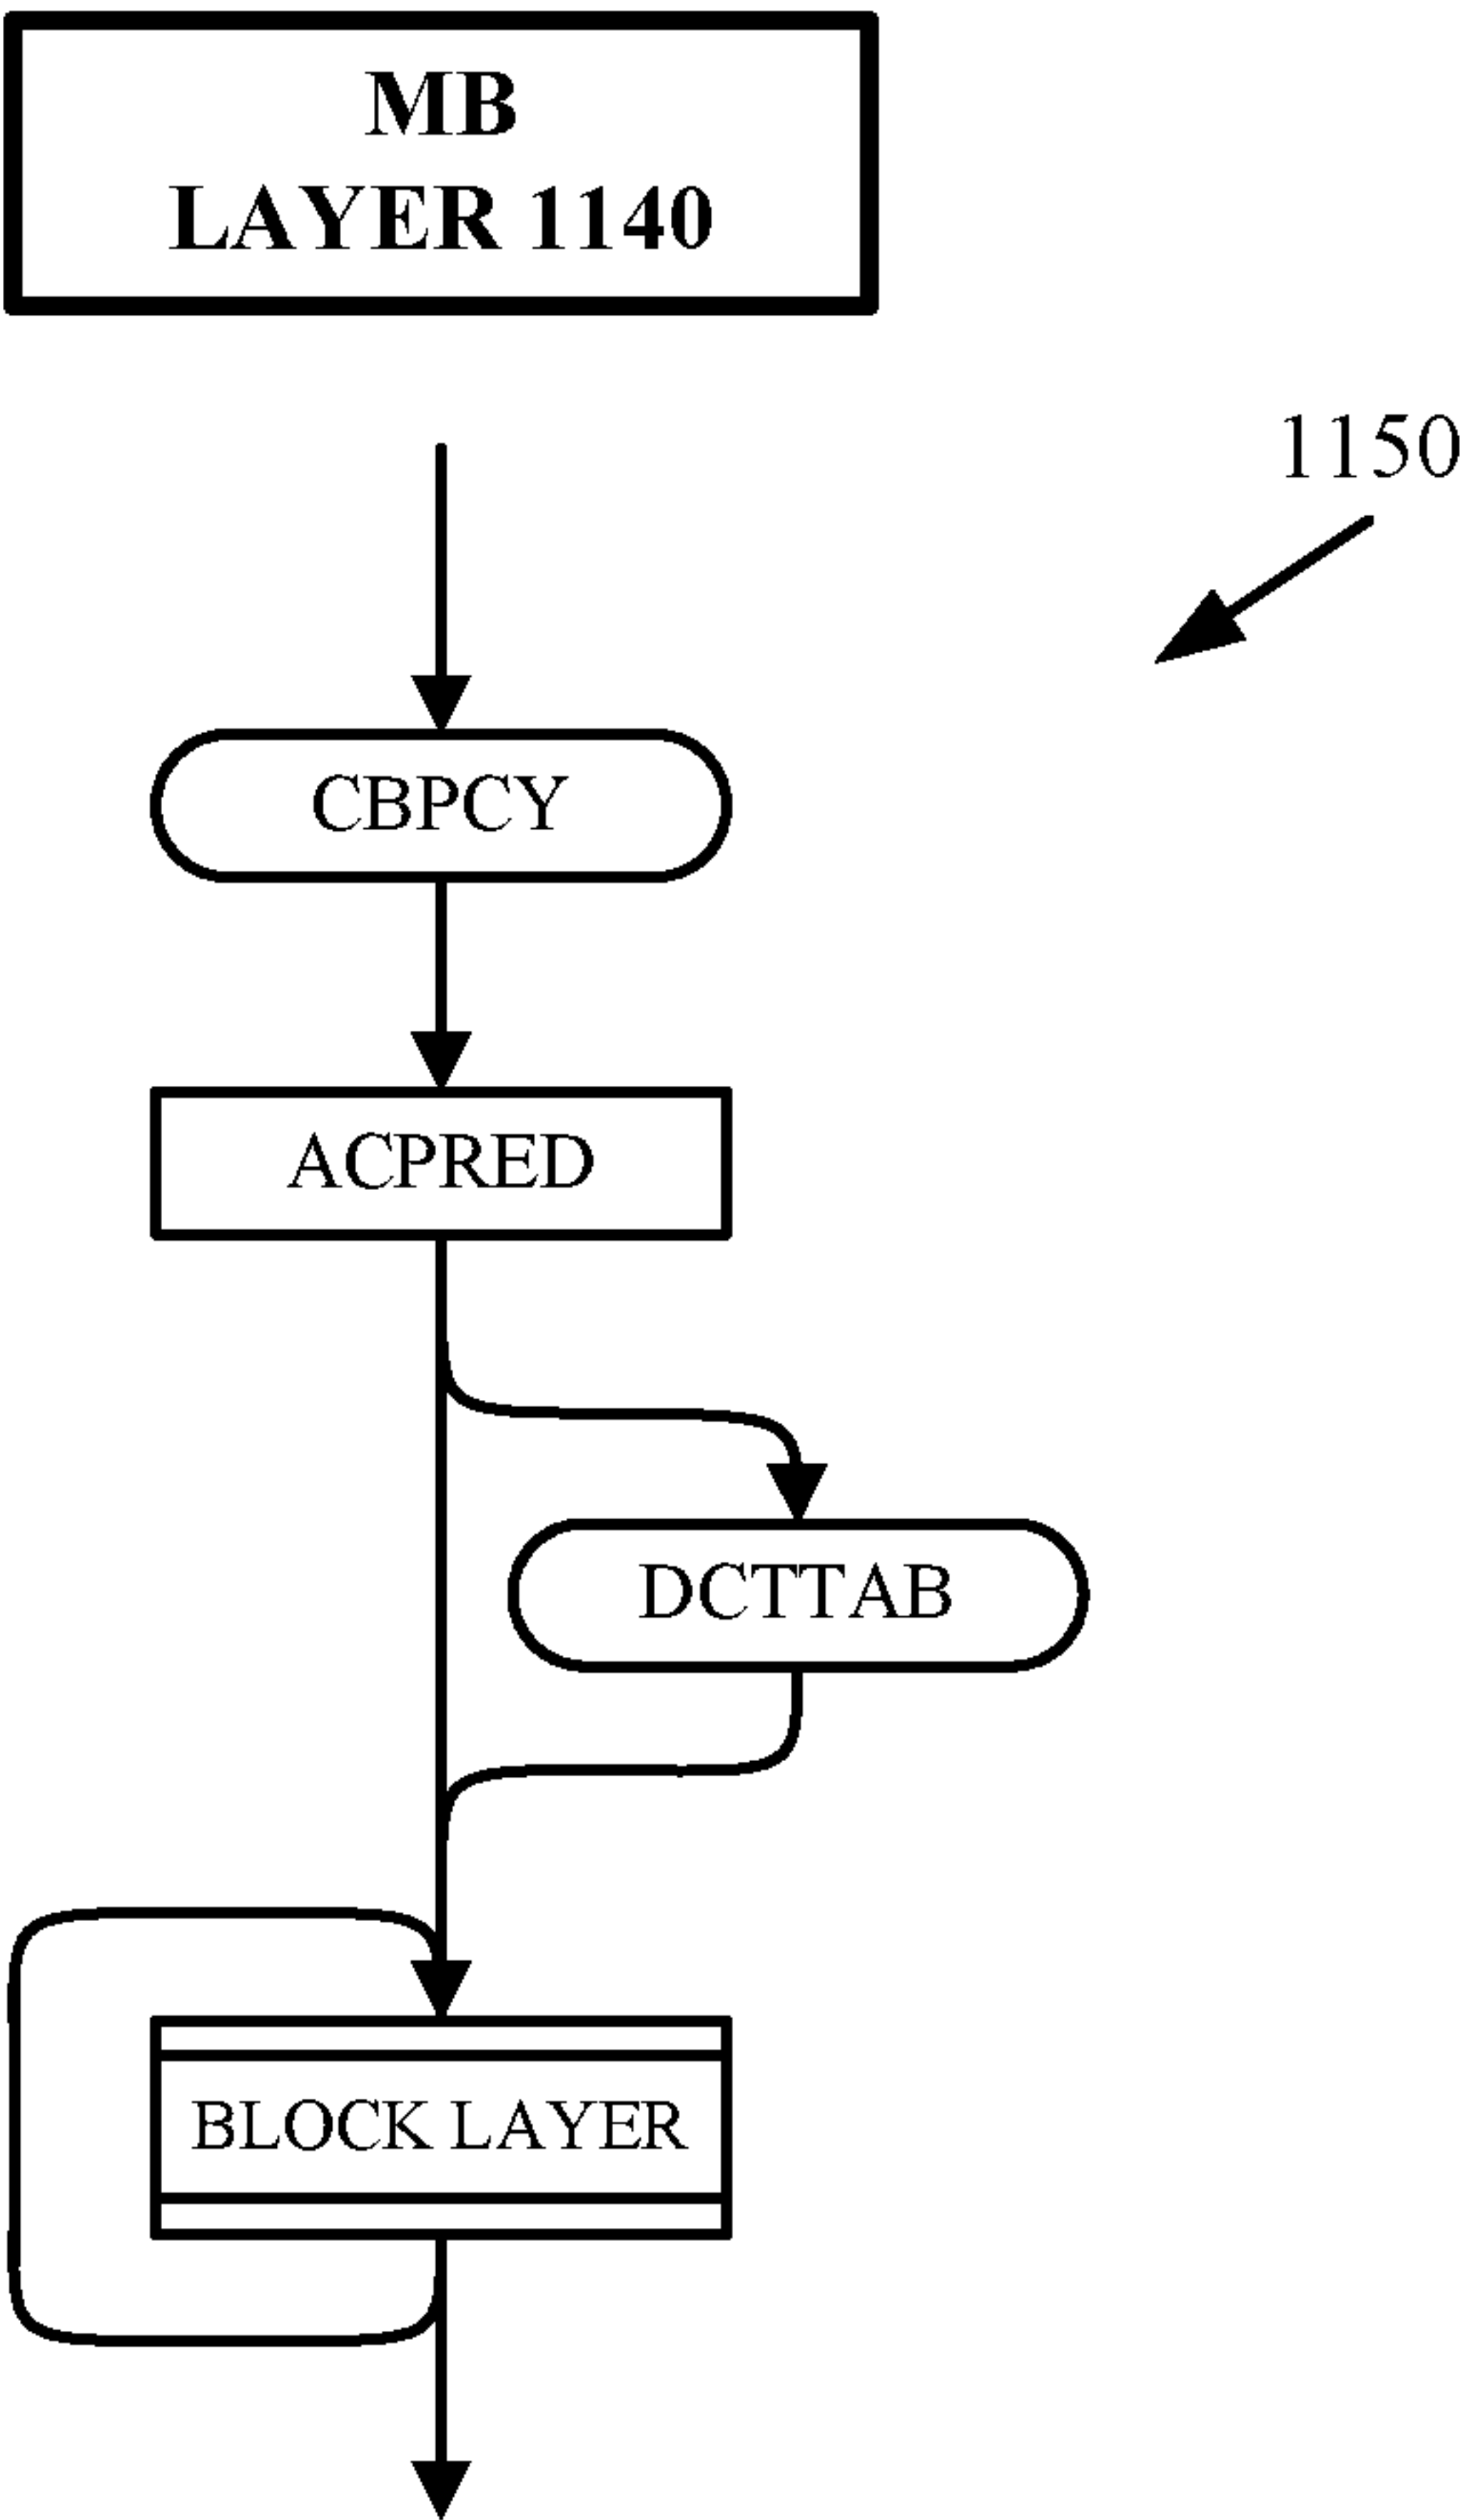 MB
LAYER 1140
1150
CBPCY
ACPRED
DCTTAB
BLOCK LAYER